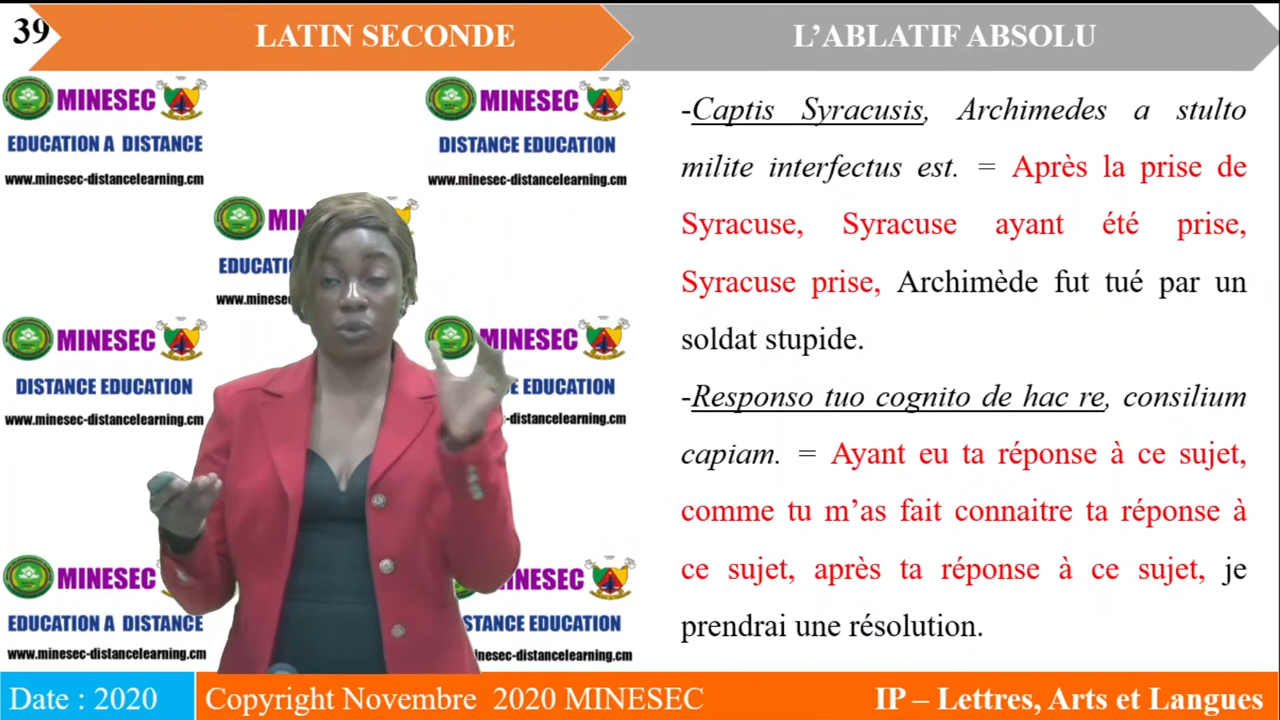 39
LATIN SECONDE
L'ABLATIF ABSOLU
MINESEC
EDUCATION A DISTANCE
www.minesec-distancelearning.cm
MINESEC
DISTANCE EDUCATION
www.minesec-distancelearning.cm
MINESEC
DISTANCE EDUCATION
www.minesec-distancelearning.cm
MINESEC
EDUCATION
MINESEC
EDUCATION A DISTANCE
www.minesec-distancelearning.cm
-Captis Syracusis, Archimedes a stulto
milite interfectus est. = Après la prise de
Syracuse, Syracuse ayant été prise,
Syracuse prise, Archimède fut tué par un
soldat stupide.
-Responso tuo cognito de hac re, consilium
capiam. = Ayant eu ta réponse à ce sujet,
comme tu m'as fait connaitre ta réponse à
ce sujet, après ta réponse à ce sujet, je
prendrai une résolution.
Date : 2020
Copyright Novembre 2020 MINESEC
IP – Lettres, Arts et Langues